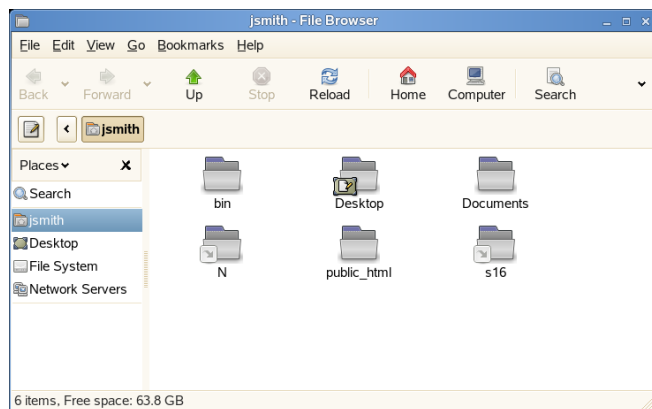 jsmith - File Browser
File Edit View Go Bookmarks Help
Back Forward Up Stop Reload Home Computer Search
jsmith
Places
Search
jsmith
Desktop
File System
Network Servers
bin Desktop Documents
N public_html s16
6 items, Free space: 63.8 GB